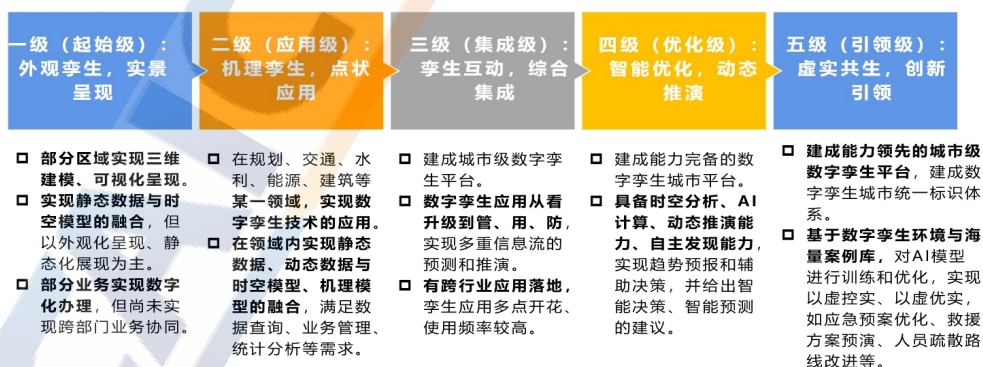 一级（起始级）：
外观孪生，实景
呈现
二级（应用级）：
机理孪生，点状
应用
三级（集成级）：
孪生互动，综合
集成
四级（优化级）：
智能优化，动态
推演
五级（引领级）：
虚实共生，创新
引领
部分区域实现三维
建模、可视化呈现。
实现静态数据与时
空模型的融合，但
以外观化呈现、静
态化展现为主。
部分业务实现数字
化办理，但尚未实
现跨部门业务协同。
在规划、交通、水
利、能源、建筑等
某一领域，实现数
字孪生技术的应用。
在领域内实现静态
数据、动态数据与
时空模型、机理模
型的融合，满足数
据查询、业务管理、
统计分析等需求。
建成城市级数字孪
生平台。
数字孪生应用从看
升级到管、用、防，
实现多重信息流的
预测和推演。
有跨行业应用落地，
孪生应用多点开花、
使用频率较高。
建成能力完备的数
字孪生城市平台。
具备时空分析、AI
计算、动态推演能
力、自主发现能力，
实现趋势预报和辅
助决策，并给出智
能决策、智能预测
的建议。
建成能力领先的城市级
数字孪生平台，建成数
字孪生城市统一标识体
系。
基于数字孪生环境与海
量案例库，对AI模型
进行训练和优化，实现
以虚控实、以虚优实，
如应急预案优化、救援
方案预演、人员疏散路
线改进等。